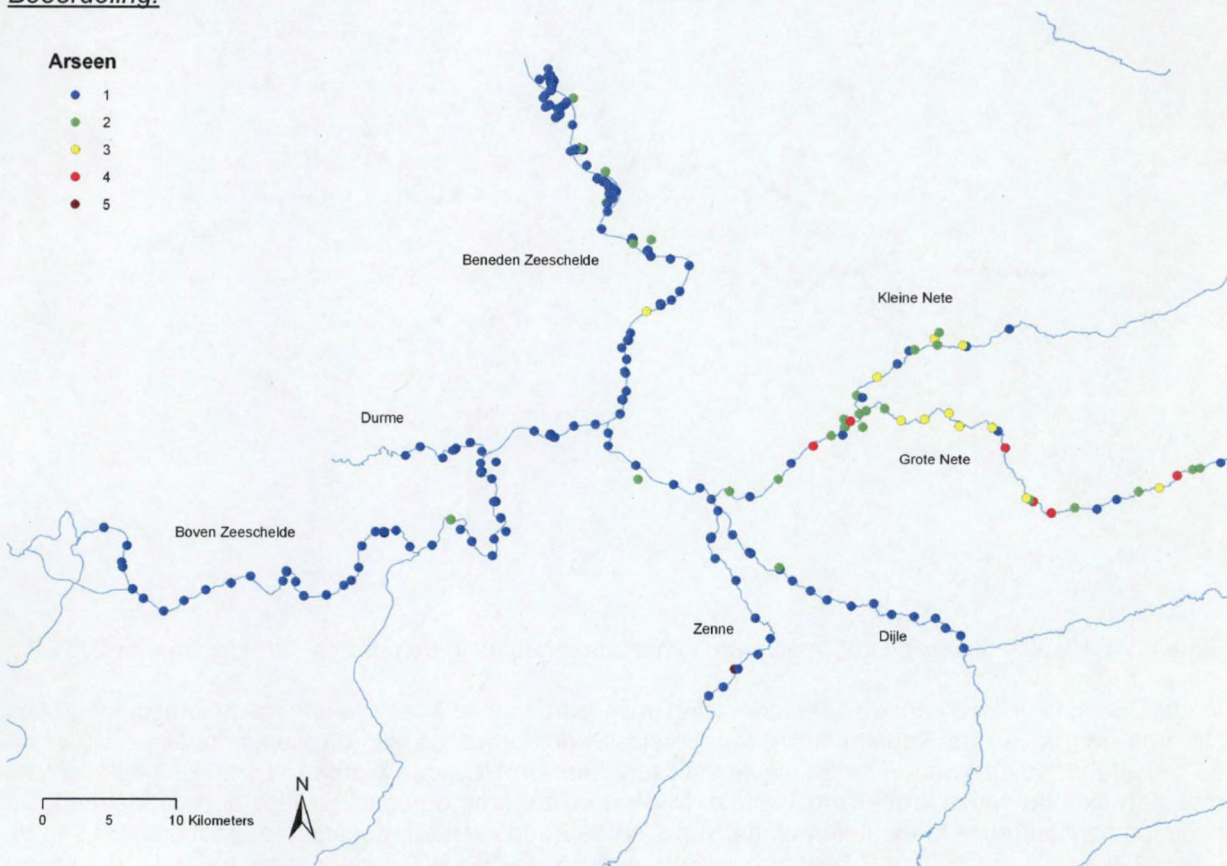 Beoordeling:
Arseen
1
2
3
4
5
Beneden Zeeschelde
Kleine Nete
Durme
Grote Nete
Boven Zeeschelde
Zenne
Dijle
N
0 5 10 Kilometers